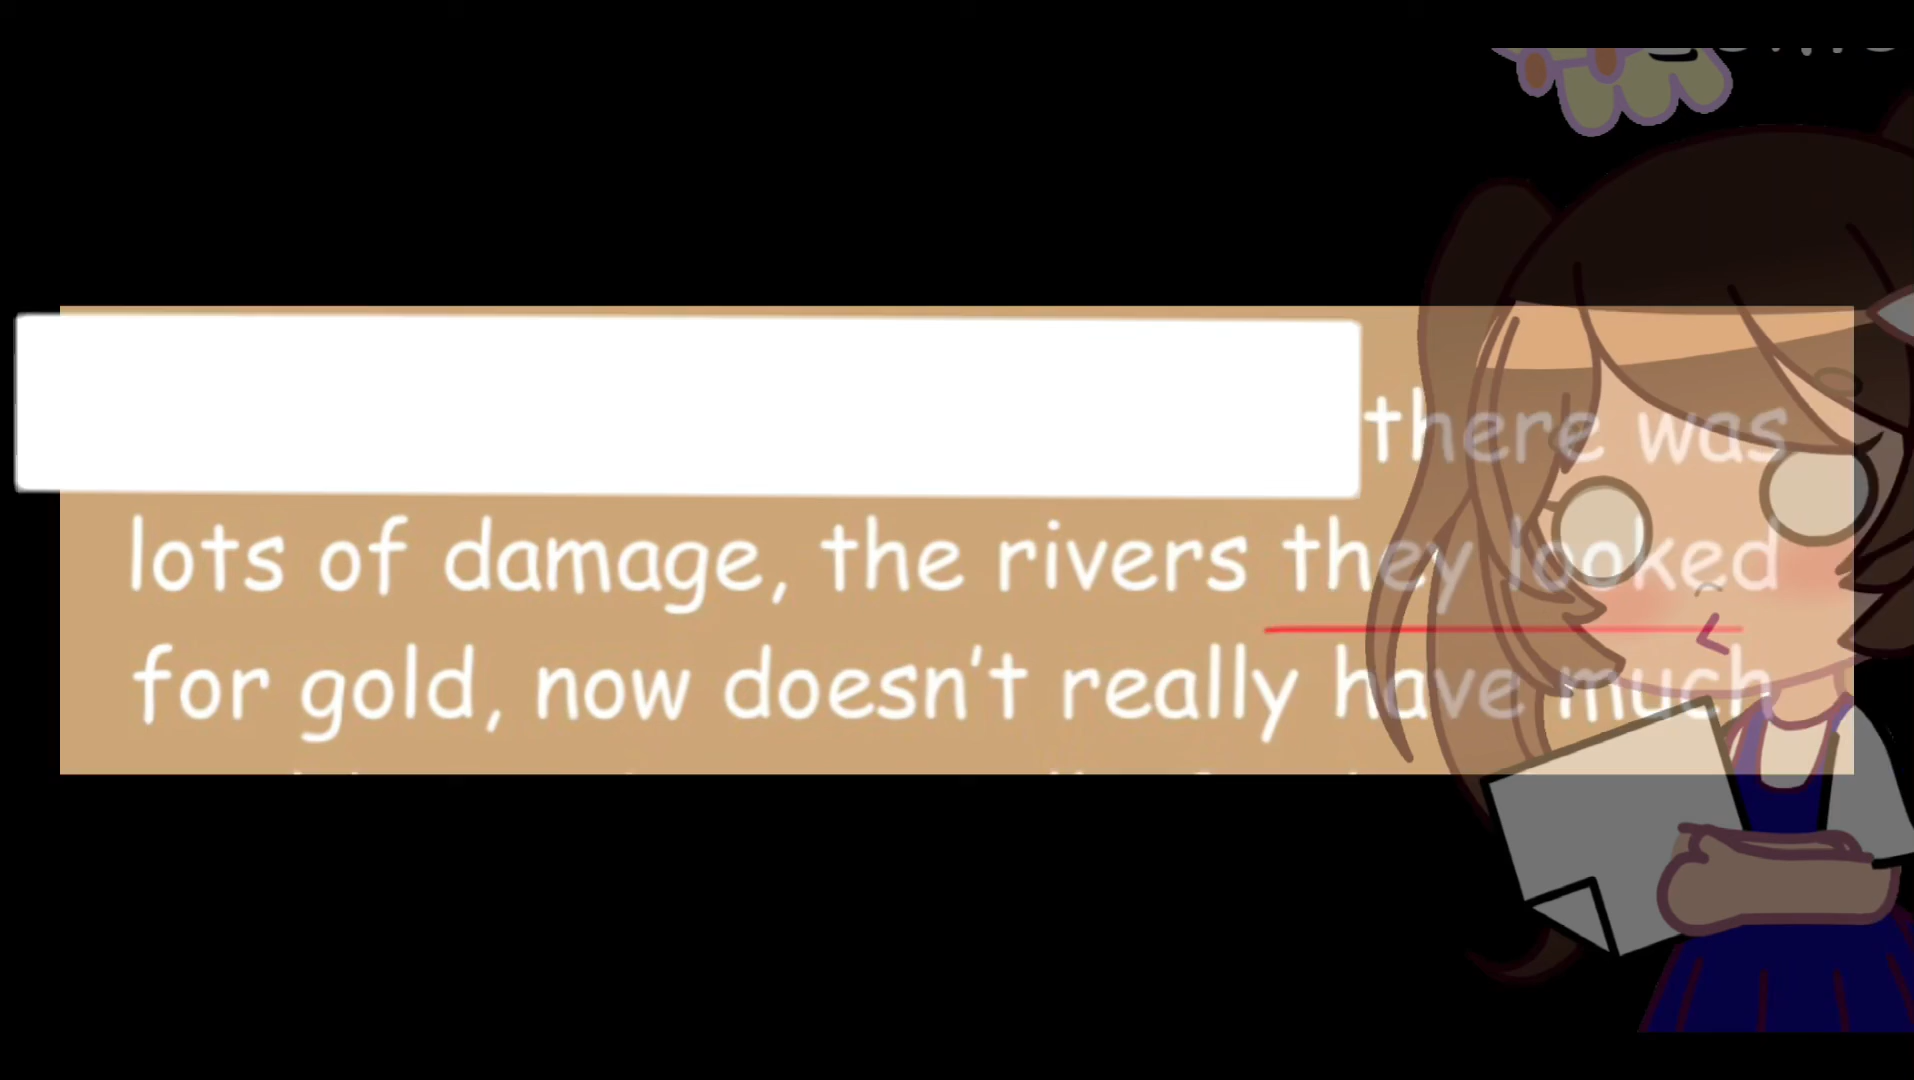 there was
lots of damage, the rivers they looked
for gold, now doesn't really have much